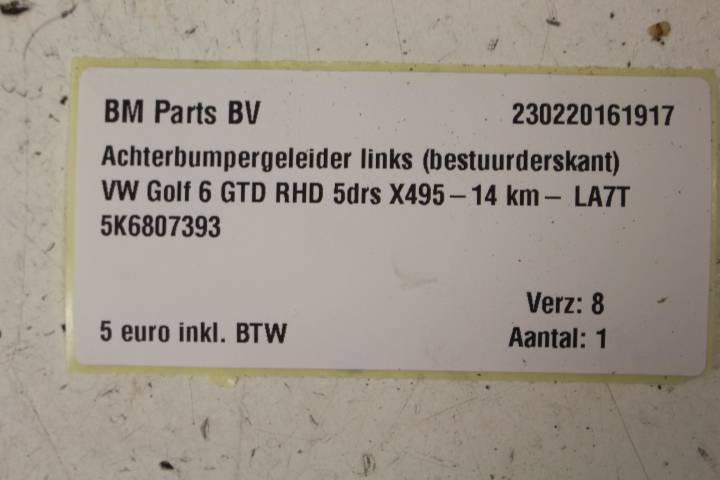 BM Parts BV 230220161917
Achterbumpergeleider links (bestuurderskant)
VW Golf 6 GTD RHD 5drs X495 – 14 km – LA7T
5K6807393
Verz: 8
5 euro inkl. BTW Aantal: 1